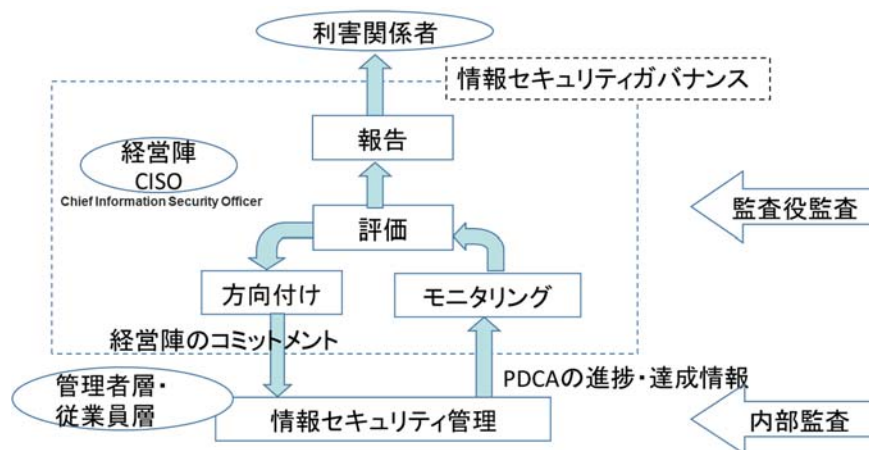 利害関係者
情報セキュリティガバナンス
報告
経営陣
CISO
Chief Information Security Officer
監査役監査
評価
方向付け
モニタリング
経営陣のコミットメント
PDCAの進捗・達成情報
管理者層・
従業員層
情報セキュリティ管理
内部監査